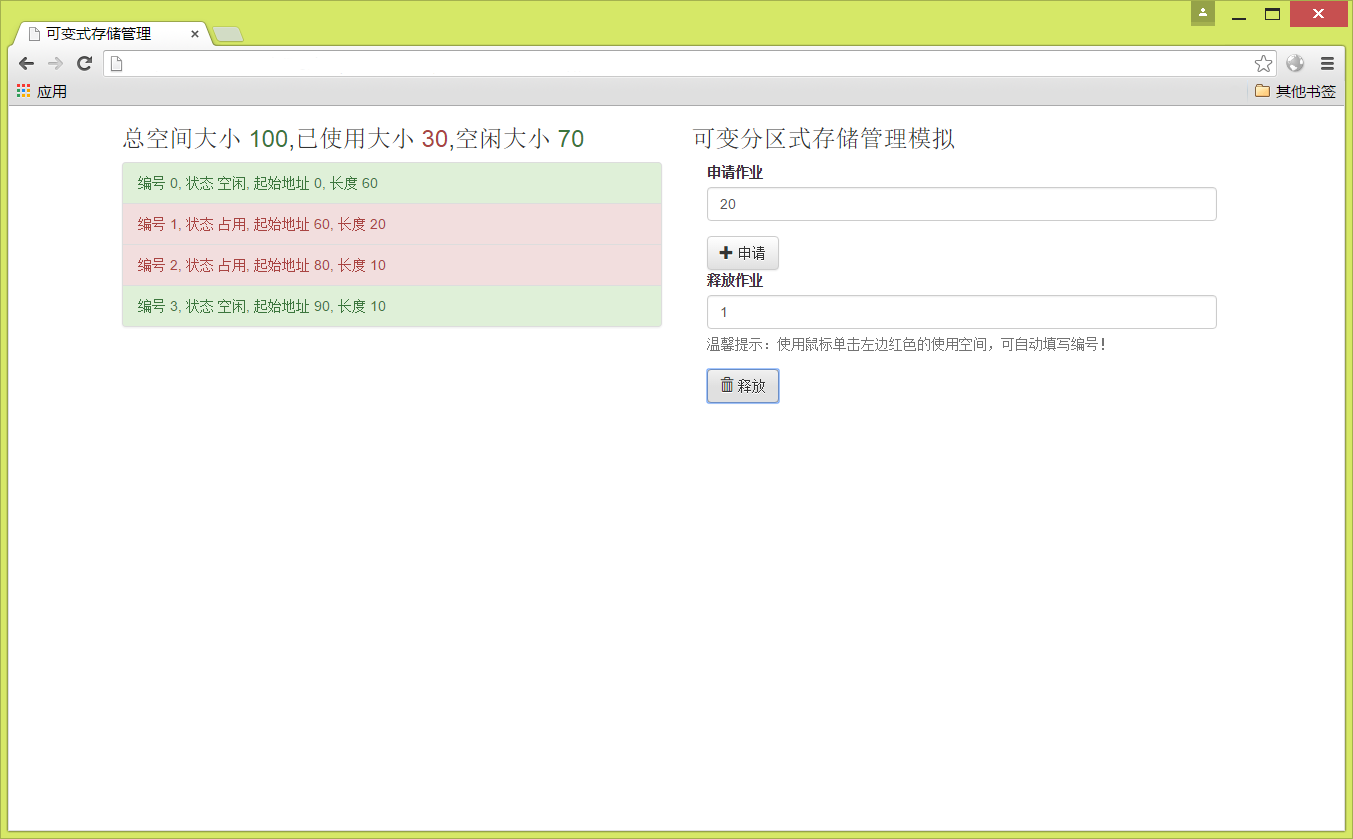 可变式存储管理
应用
其他书签
总空间大小 100,已使用大小 30,空闲大小 70
编号 0, 状态 空闲, 起始地址 0, 长度 60
编号 1, 状态 占用, 起始地址 60, 长度 20
编号 2, 状态 占用, 起始地址 80, 长度 10
编号 3, 状态 空闲, 起始地址 90, 长度 10
可变分区式存储管理模拟
申请作业
20
申请
释放作业
1
温馨提示：使用鼠标单击左边红色的使用空间，可自动填写编号！
释放